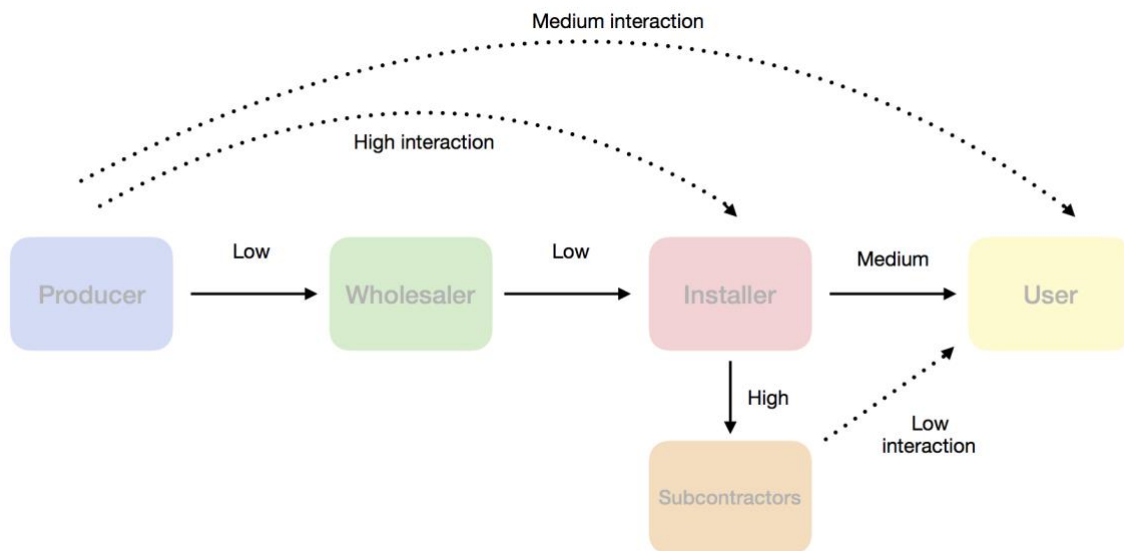 Medium interaction
High interaction
Low
Low
Medium
Producer
Wholesaler
Installer
User
High
Low
interaction
Subcontractors